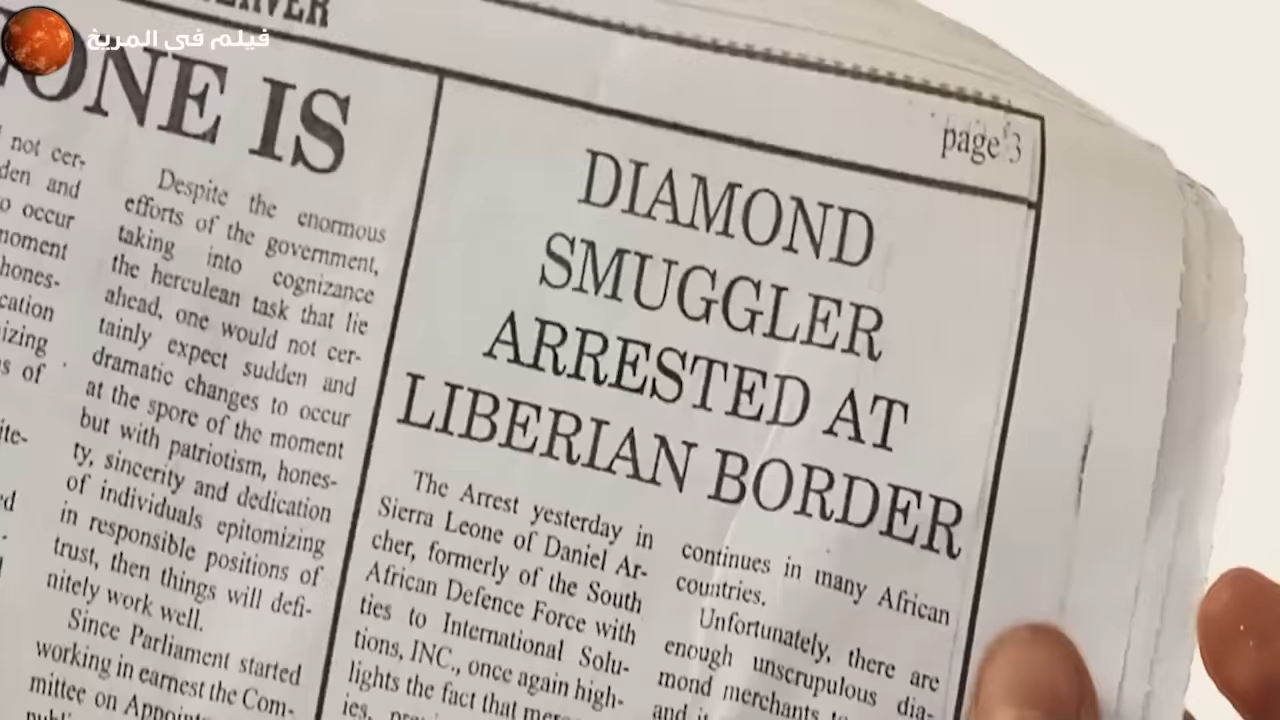 فيلم في المريخ
ONE IS
page 3
not cer-
den and
o occur
moment
hones-
cation
izing
s of
ite-
Despite the enormous
efforts of the government,
taking into cognizance
the herculean task that lie
ahead, one would not cer-
tainly expect sudden and
dramatic changes to occur
at the spore of the moment
but with patriotism, hones-
ty, sincerity and dedication
of individuals epitomizing
in responsible positions of
trust, then things will defi-
nitely work well.
Since Parliament started
working in earnest the Com-
mittee on
DIAMOND
SMUGGLER
ARRESTED AT
LIBERIAN BORDER
The Arrest yesterday in
Sierra Leone of Daniel Ar-
cher, formerly of the South
African Defence Force with
ties to International Solu-
tions, INC., once again high-
lights the fact that
continues in many African
countries.
Unfortunately, there are
enough unscrupulous dia-
mond merchants
and